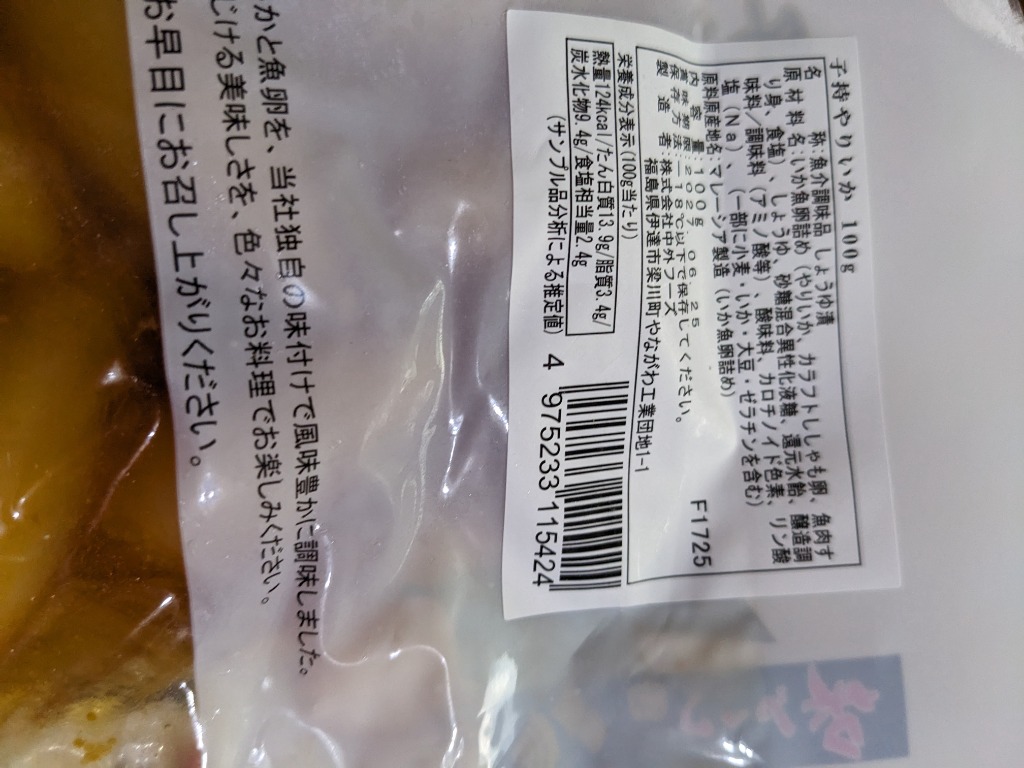 子持やりいか 100g
名　　称:魚介調味品 しょうゆ漬
原 材 料 名:いか魚卵詰め(やりいか、カラフトししゃも卵、魚肉す
り身、食塩)、しょうゆ、砂糖混合異性化液糖、還元水飴、醸造調
味料/調味料(アミノ酸等)、酸味料、カロチノイド色素、リン酸
塩(Na)、(一部に小麦・いか・大豆・ゼラチンを含む)
原料原産地名:マレーシア製造(いか魚卵詰め)
内 容 量:100g
賞味期限:2027.06.25
保存方法:-18℃以下で保存してください。
製 造 者:株式会社中外フーズ
福島県伊達市梁川町やながわ工業団地1-1
F1725
栄養成分表示(100g当たり)
熱量124kcal/たん白質13.9g/脂質3.4g/
炭水化物9.4g/食塩相当量2.4g
(サンプル品分析による推定値)
4 975233 115424
かと魚卵を、当社独自の味付けで風味豊かに調味しました。
じける美味しさを、色々なお料理でお楽しみください。
お早目にお召し上がりください。